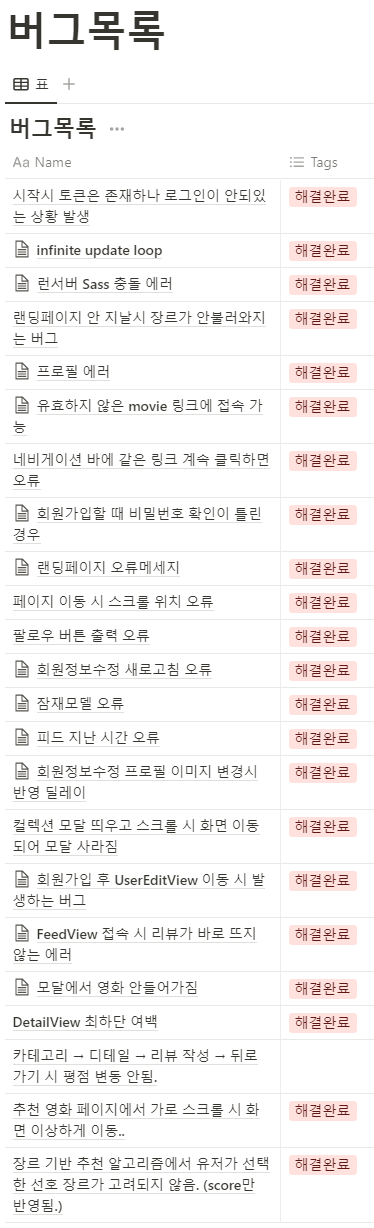 버그목록
표
버그목록
Aa Name
Tags
시작시 토큰은 존재하나 로그인이 안되있
는 상황 발생
해결완료
infinite update loop
해결완료
런서버 Sass 충돌 에러
해결완료
랜딩페이지 안 지날시 장르가 안불러와지
는 버그
해결완료
프로필 에러
해결완료
유효하지 않은 movie 링크에 접속 가
능
해결완료
네비게이션 바에 같은 링크 계속 클릭하면
오류
해결완료
회원가입할 때 비밀번호 확인이 틀린
경우
해결완료
랜딩페이지 오류메세지
해결완료
페이지 이동 시 스크롤 위치 오류
해결완료
팔로우 버튼 출력 오류
해결완료
회원정보수정 새로고침 오류
해결완료
잠재모델 오류
해결완료
피드 지난 시간 오류
해결완료
회원정보수정 프로필 이미지 변경시
반영 딜레이
해결완료
컬렉션 모달 띄우고 스크롤 시 화면 이동
되어 모달 사라짐
해결완료
회원가입 후 UserEditView 이동 시 발
생하는 버그
해결완료
FeedView 접속 시 리뷰가 바로 뜨지
않는 에러
해결완료
모달에서 영화 안들어가짐
해결완료
DetailView 최하단 여백
해결완료
카테고리 → 디테일 → 리뷰 작성 → 뒤로
가기 시 평점 변동 안됨.
추천 영화 페이지에서 가로 스크롤 시 화
면 이상하게 이동..
해결완료
장르 기반 추천 알고리즘에서 유저가 선택
한 선호 장르가 고려되지 않음. (score만
반영됨.)
해결완료